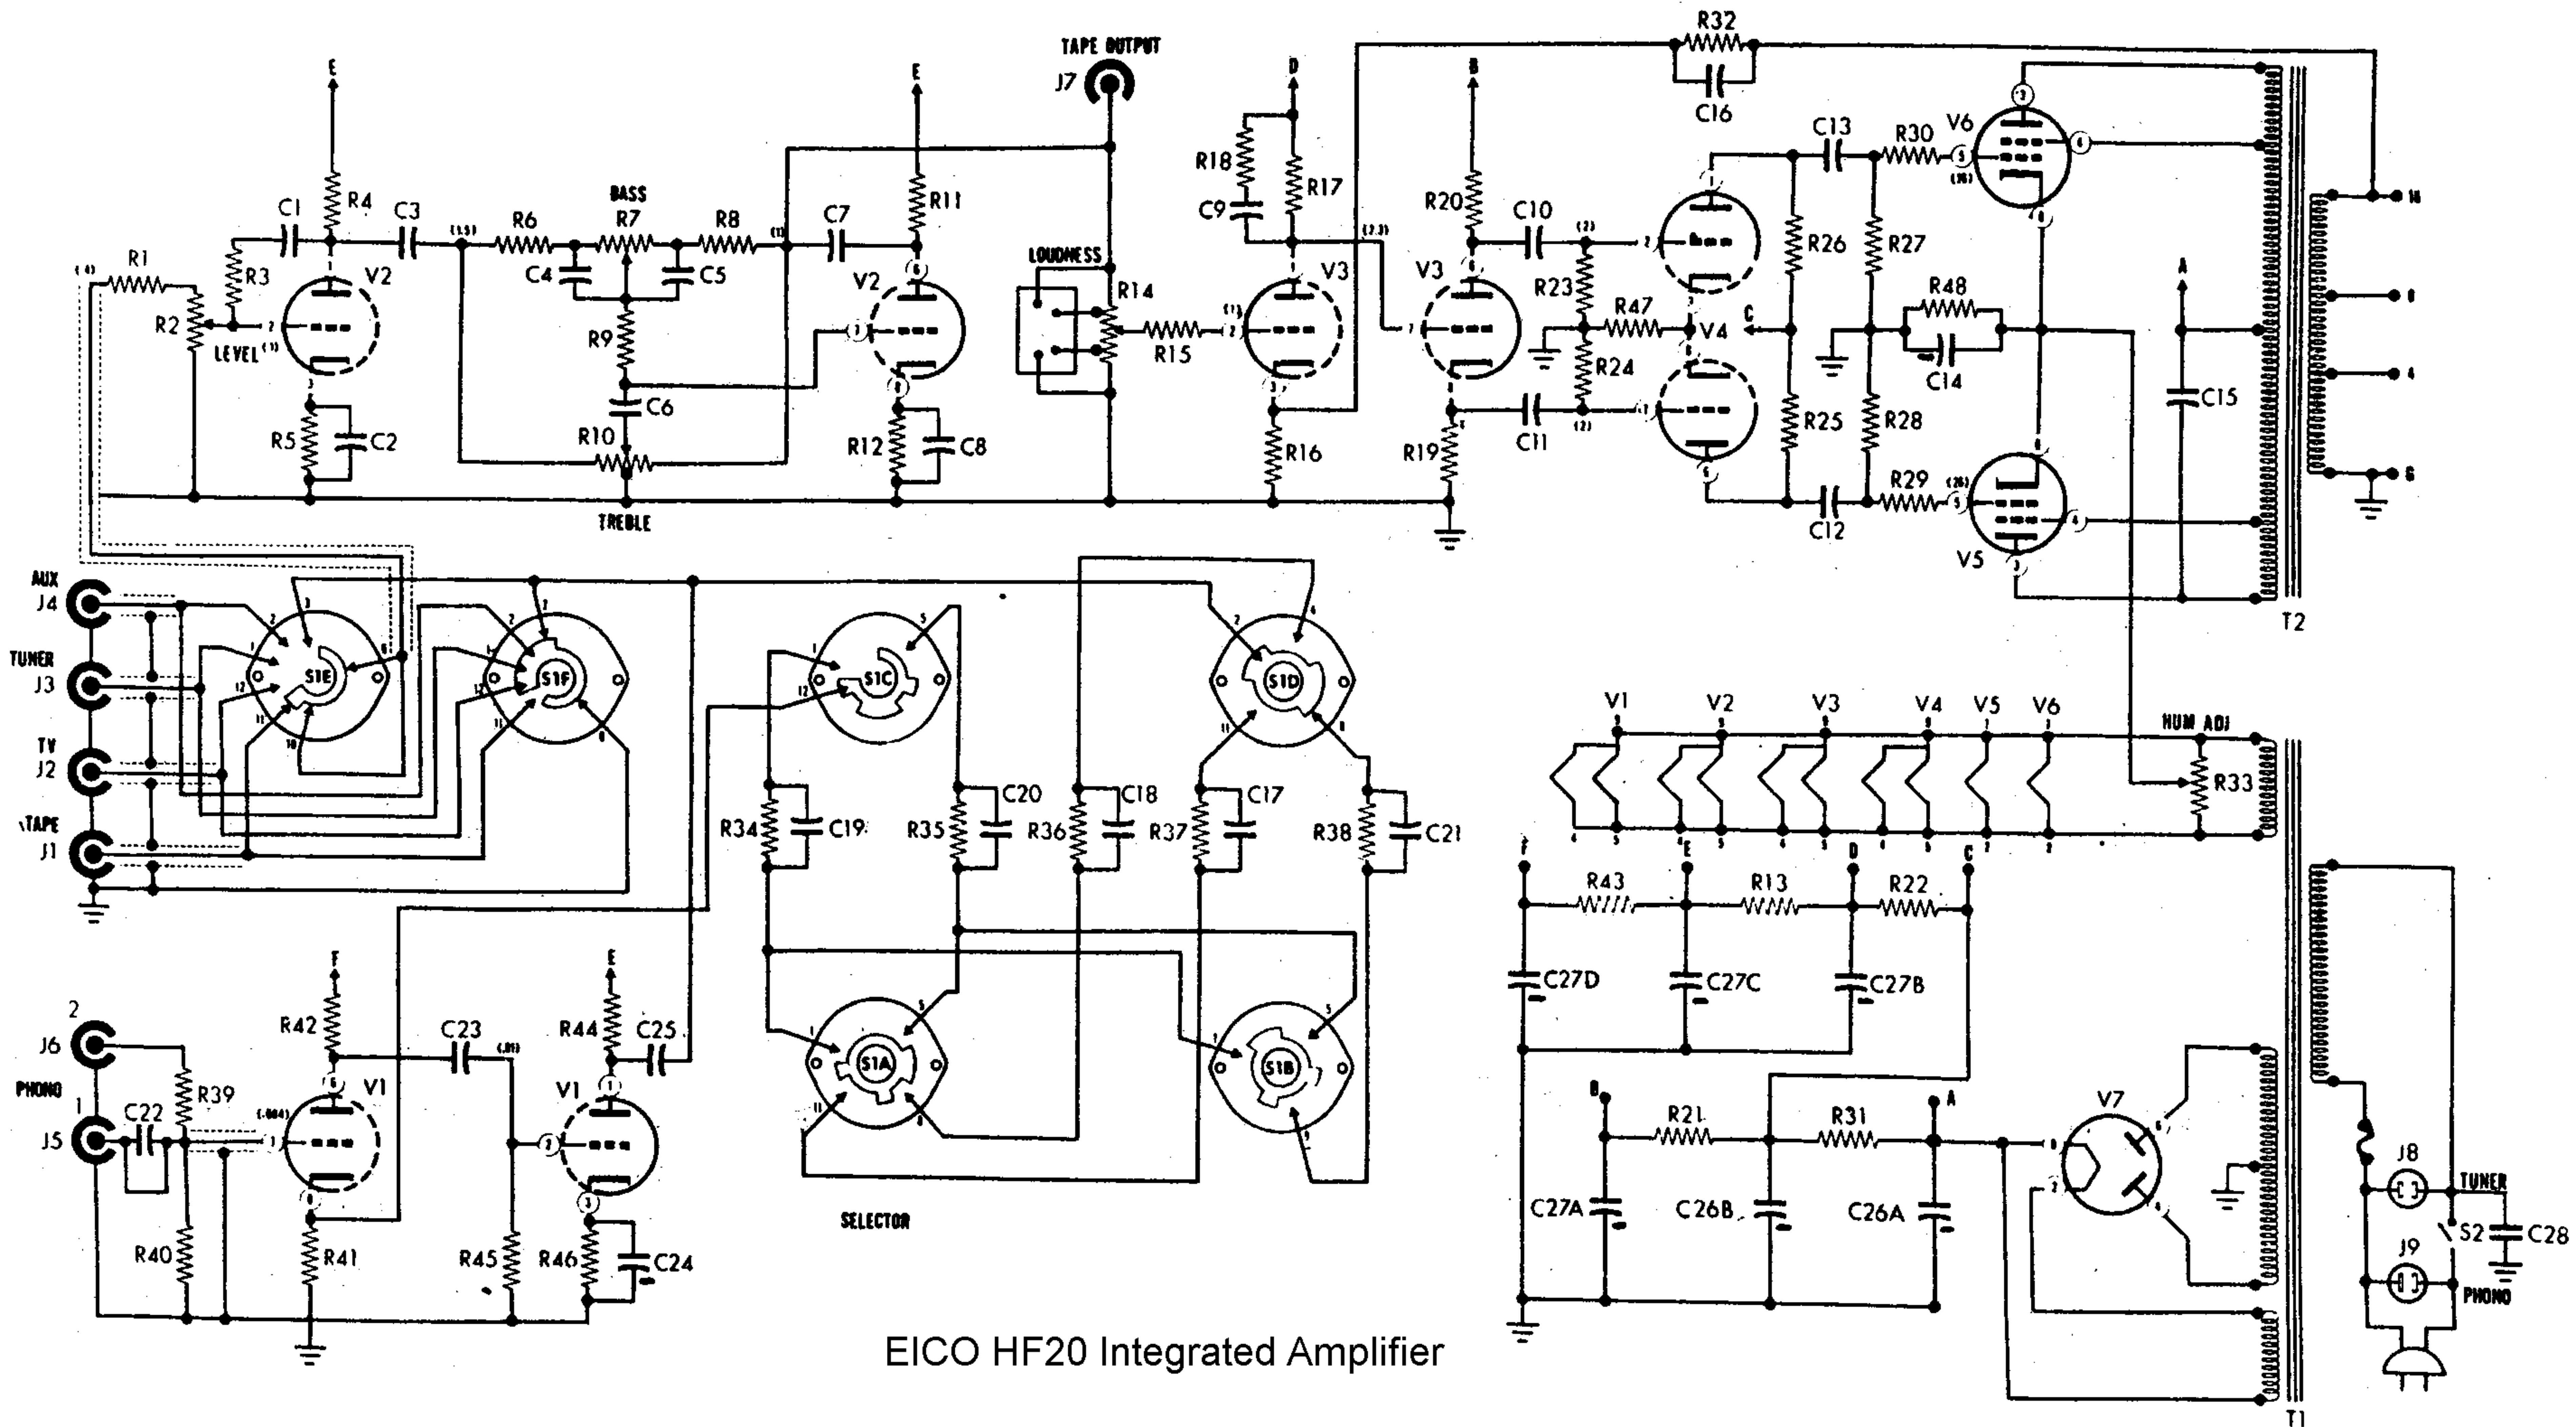 R32
TAPE OUTPUT
J7
C16
E
E
D
B
V6
C13
R30
R18
R17
R4
C1
C3
BASS
R6
R7
R8
C7
R11
C9
R20
C10
R26
R27
A
16
R1
R3
V2
C4
C5
V2
LOUDNESS
R14
V3
V3
R23
R48
8
R2
LEVEL
R9
R15
R47
V4
C
C14
C15
4
R24
C6
R10
R5
C2
R12
C8
R16
R19
C11
R25
R28
R29
C12
G
TREBLE
V5
T2
AUX
J4
TUNER
J3
TV
J2
TAPE
J1
S1E
S1F
S1C
S1D
V1
V2
V3
V4
V5
V6
HUM ADJ
R33
R34
C19
R35
C20
R36
C18
R37
C17
R38
C21
F
E
D
C
R43
R13
R22
C27D
C27C
C27B
F
E
2
J6
PHONO
1
J5
C22
R39
R42
V1
C23
R44
C25
V1
S1A
S1B
B
R21
R31
A
V7
J8
TUNER
S2
C28
J9
PHONO
C27A
C26B
C26A
R40
R41
R45
R46
C24
SELECTOR
EICO HF20 Integrated Amplifier
T1